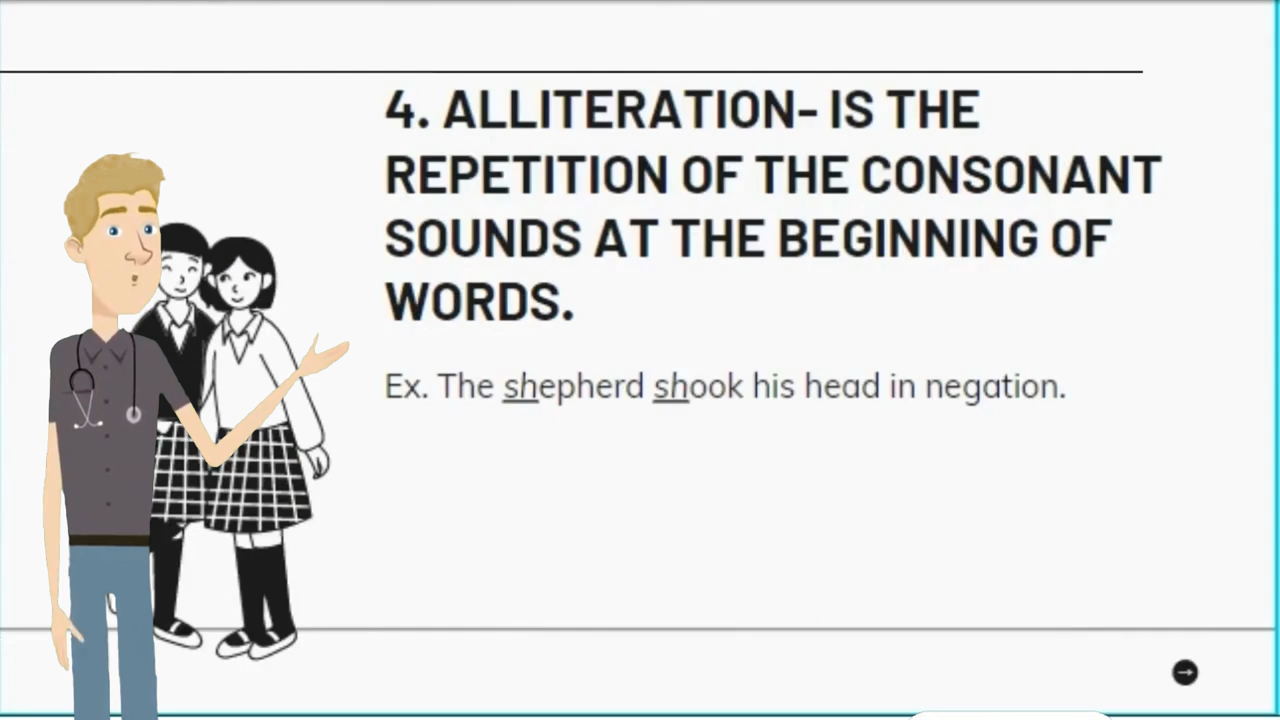 4. ALLITERATION- IS THE
REPETITION OF THE CONSONANT
SOUNDS AT THE BEGINNING OF
WORDS.
Ex. The shepherd shook his head in negation.